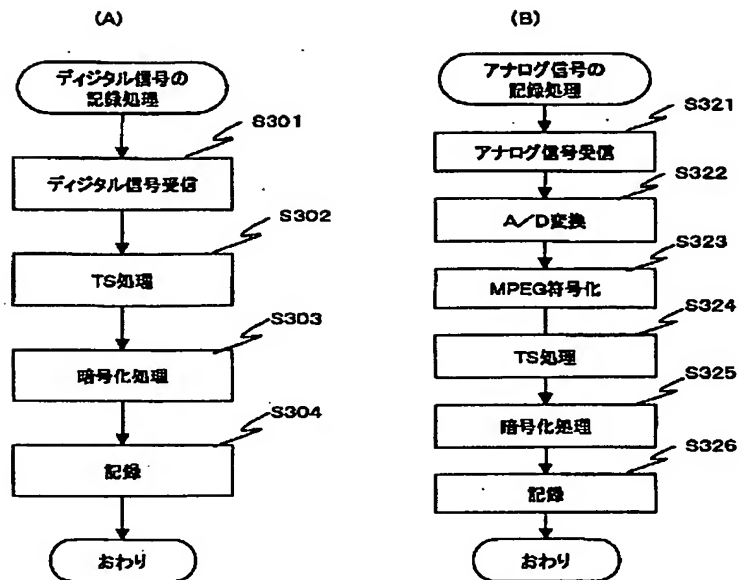 (A)
ディジタル信号の
記録処理
S301
ディジタル信号受信
S302
TS処理
S303
暗号化処理
S304
記録
おわり
(B)
アナログ信号の
記録処理
S321
アナログ信号受信
S322
A/D変換
S323
MPEG符号化
S324
TS処理
S325
暗号化処理
S326
記録
おわり